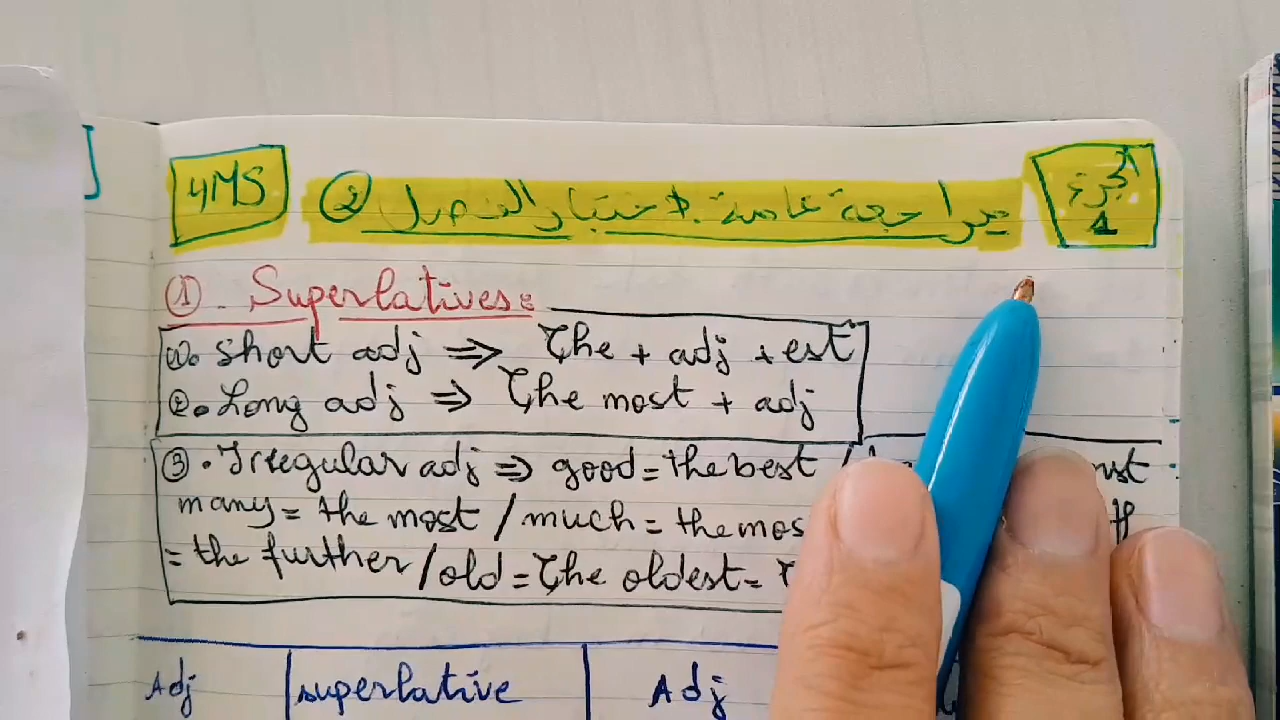 4MS
مراجعة عامة لاختبار الفصل ②
الجزء 1
① . Superlatives:
①. short adj ⇒ The + adj + est
②. Long adj ⇒ The most + adj
③ . Irregular adj ⇒ good = the best /
many = the most / much = the mos
= the further / old = The oldest =
Adj superlative Adj